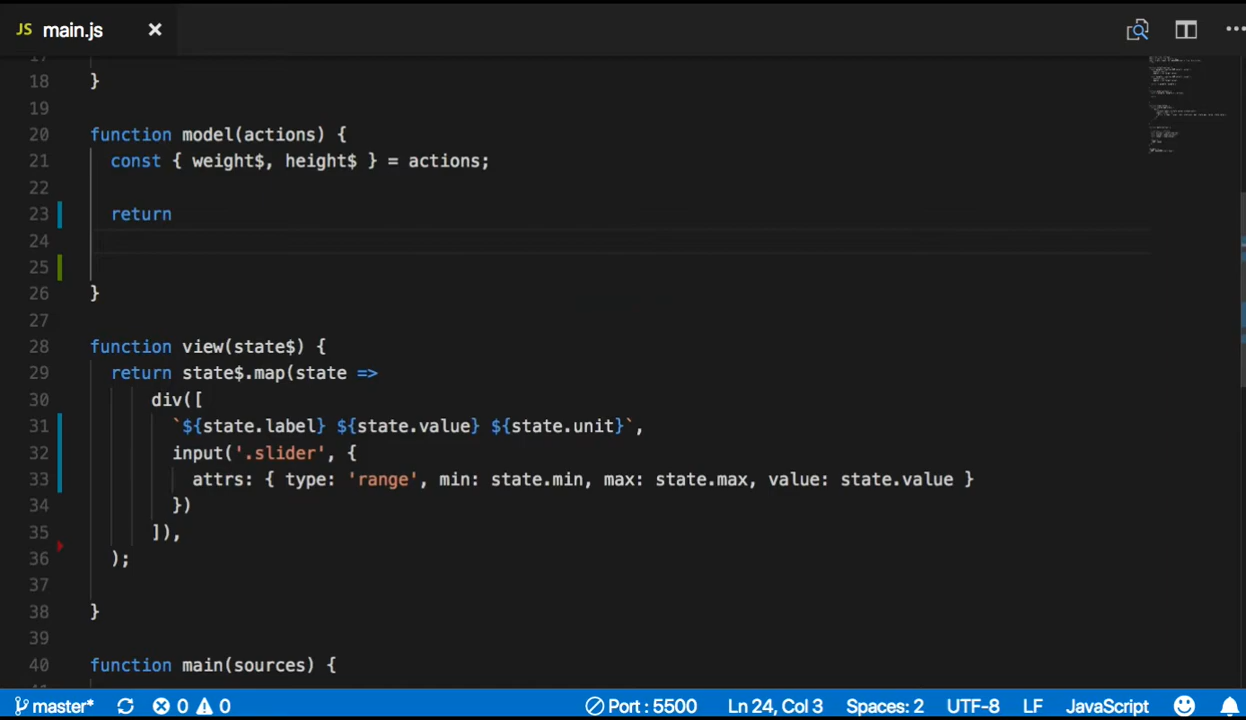 JS main.js ×
17
18 }
19
20 function model(actions) {
21 const { weight$, height$ } = actions;
22
23 return
24
25
26 }
27
28 function view(state$) {
29 return state$.map(state =>
30 div([
31 `${state.label} ${state.value} ${state.unit}`,
32 input('.slider', {
33 attrs: { type: 'range', min: state.min, max: state.max, value: state.value }
34 })
35 ]),
36 );
37
38 }
39
40 function main(sources) {
master* 0 0 Port : 5500 Ln 24, Col 3 Spaces: 2 UTF-8 LF JavaScript